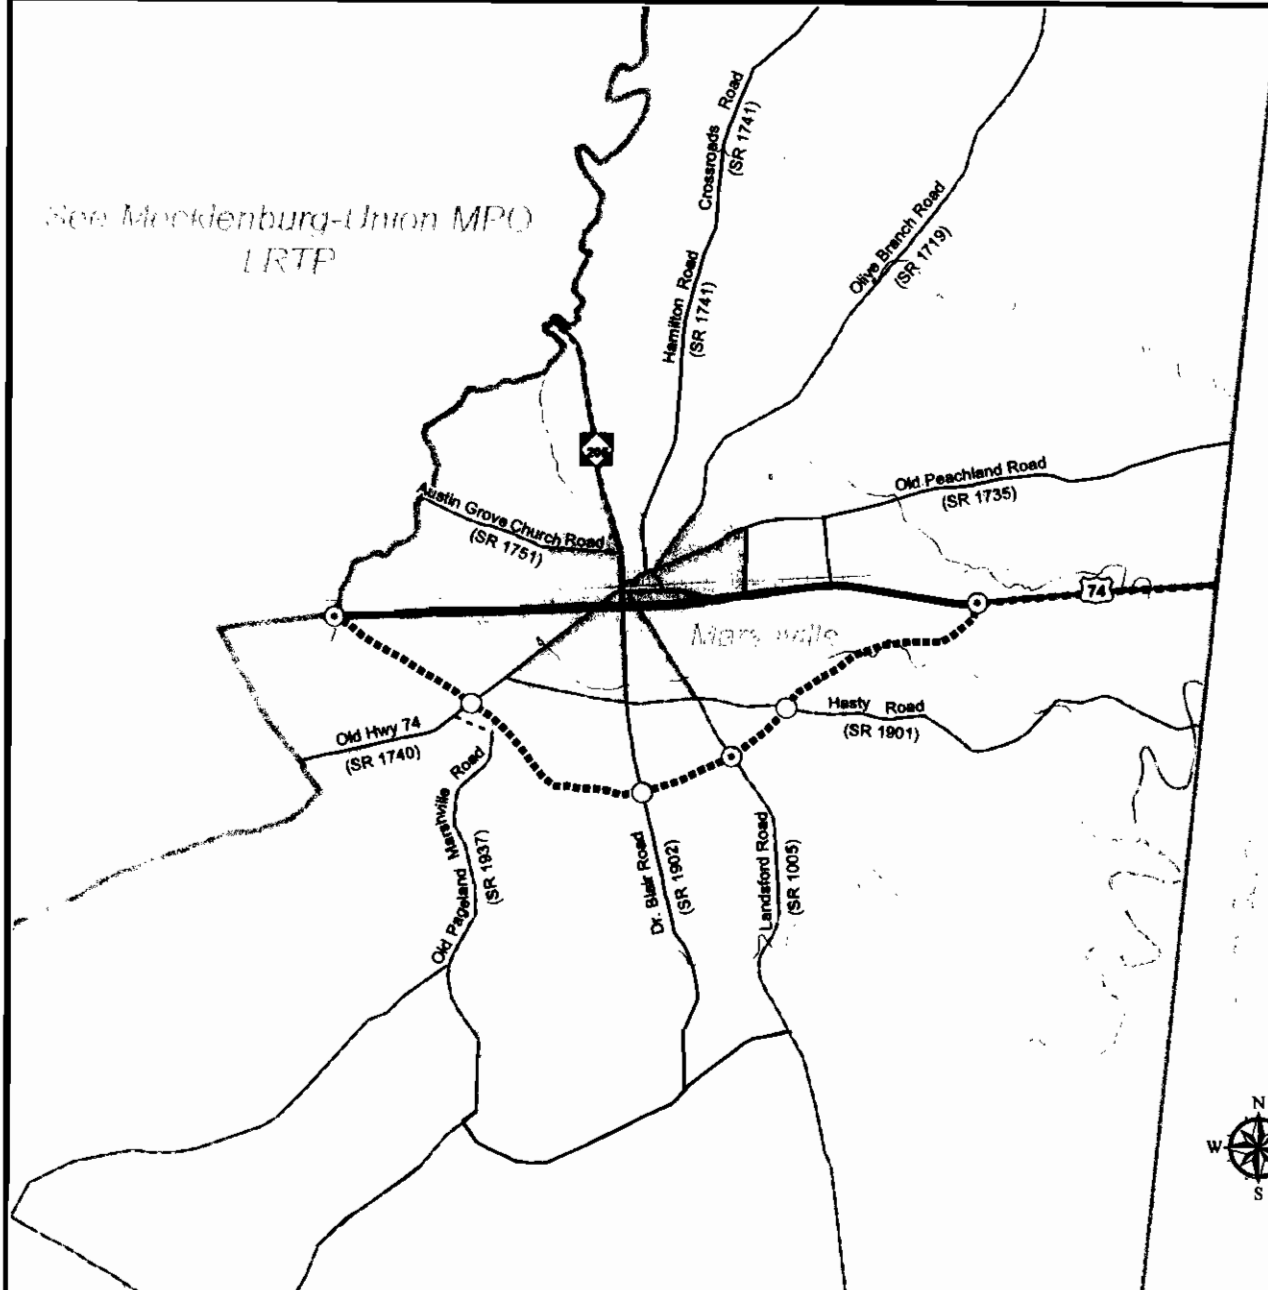 See Mecklenburg-Union MPO
LRTP
Crossroads Road
(SR 1741)
Hamilton Road
(SR 1741)
Olive Branch Road
(SR 1719)
Old Peachland Road
(SR 1735)
Austin Grove Church Road
(SR 1751)
74
Marshville
Old Hwy 74
(SR 1740)
Hasty Road
(SR 1901)
Old Pageland Marshville Road
(SR 1937)
Dr. Blair Road
(SR 1902)
Landsford Road
(SR 1005)
N
W
S